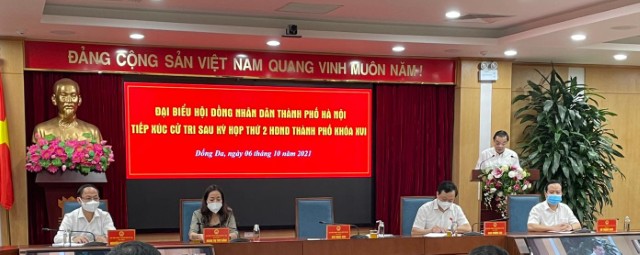 ĐẢNG CỘNG SẢN VIỆT NAM QUANG VINH MUÔN NĂM
ĐẠI BIỂU HỘI ĐỒNG NHÂN DÂN THÀNH PHỐ HÀ NỘI
TIẾP XÚC CỬ TRI SAU KỲ HỌP THỨ 2 HĐND THÀNH PHỐ KHÓA XVI
Đống Đa, ngày 06 tháng 10 năm 2021